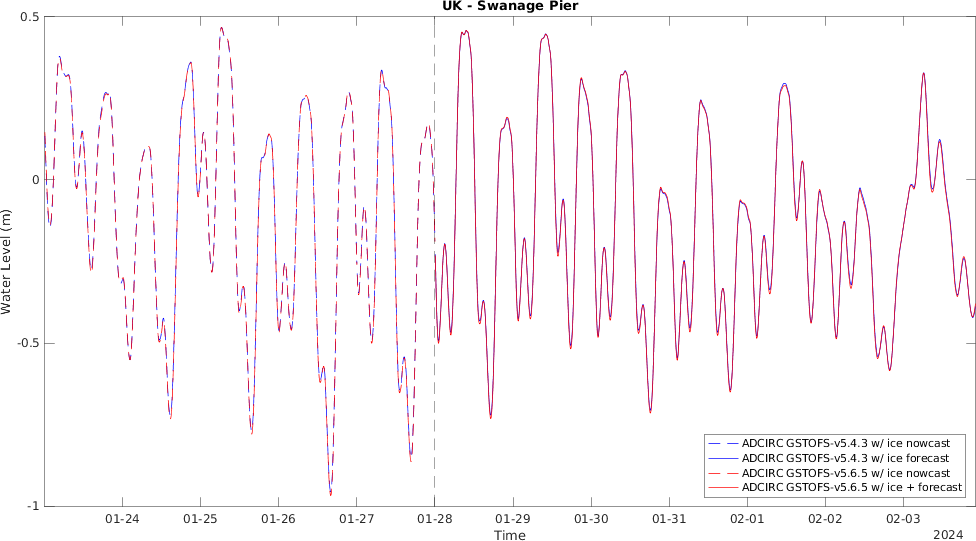 UK - Swanage Pier
0.5
0
-0.5
-1
Water Level (m)
ADCIRC GSTOFS-v5.4.3 w/ ice nowcast
ADCIRC GSTOFS-v5.4.3 w/ ice forecast
ADCIRC GSTOFS-v5.6.5 w/ ice nowcast
ADCIRC GSTOFS-v5.6.5 w/ ice + forecast
01-24 01-25 01-26 01-27 01-28 01-29 01-30 01-31 02-01 02-02 02-03
Time
2024